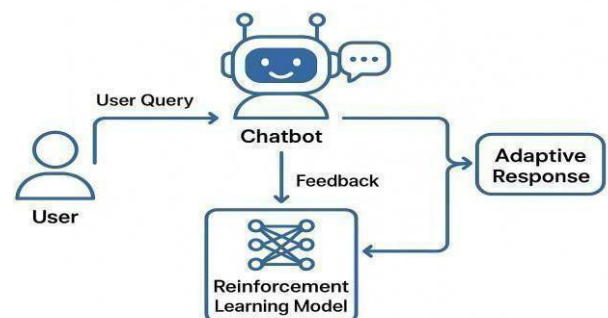 User Query
Chatbot
User
Feedback
Adaptive
Response
Reinforcement
Learning Model